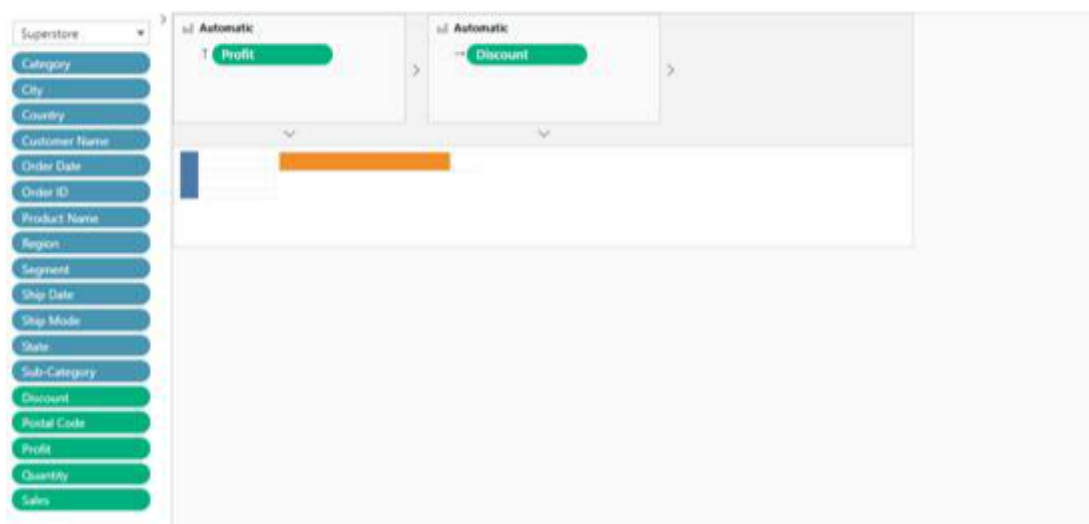 Superstore
Category
City
Country
Customer Name
Order Date
Order ID
Product Name
Region
Segment
Ship Date
Ship Mode
State
Sub-Category
Discount
Postal Code
Profit
Quantity
Sales
Automatic
Profit
Automatic
Discount